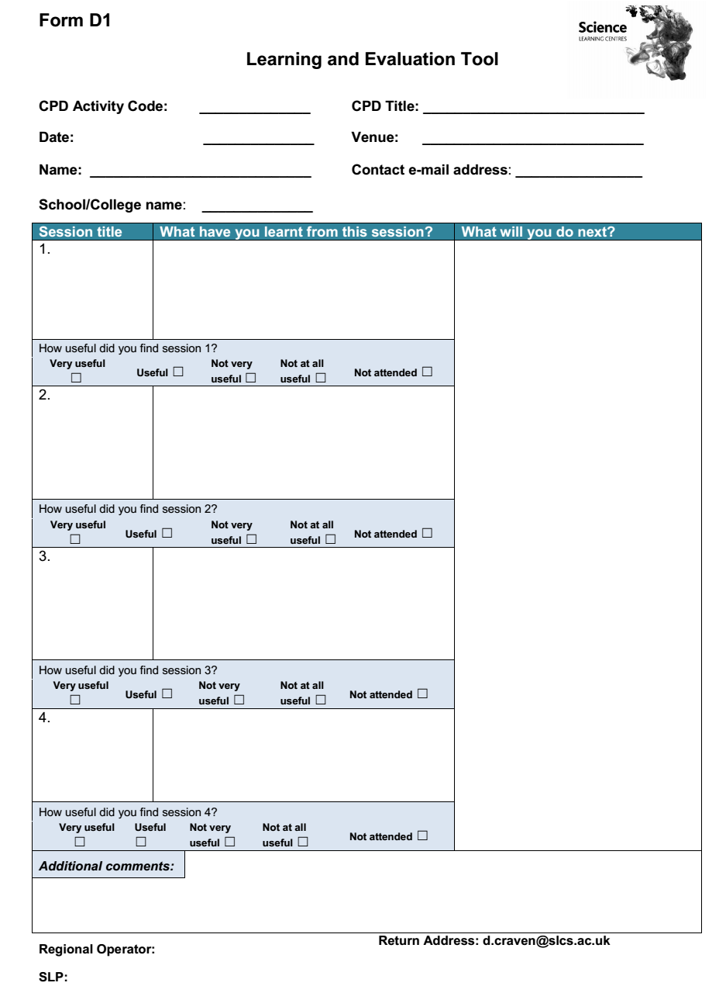 Form D1
Science
LEARNING CENTRES
Learning and Evaluation Tool
CPD Activity Code: ______________ CPD Title: ____________________________
Date: ______________ Venue: ____________________________
Name: ____________________________ Contact e-mail address: ________________
School/College name: ______________
Session title What have you learnt from this session? What will you do next?
1.
How useful did you find session 1?
Very useful ☐ Useful ☐ Not very useful ☐ Not at all useful ☐ Not attended ☐
2.
How useful did you find session 2?
Very useful ☐ Useful ☐ Not very useful ☐ Not at all useful ☐ Not attended ☐
3.
How useful did you find session 3?
Very useful ☐ Useful ☐ Not very useful ☐ Not at all useful ☐ Not attended ☐
4.
How useful did you find session 4?
Very useful ☐ Useful ☐ Not very useful ☐ Not at all useful ☐ Not attended ☐
Additional comments:
Return Address: d.craven@slcs.ac.uk
Regional Operator:
SLP: